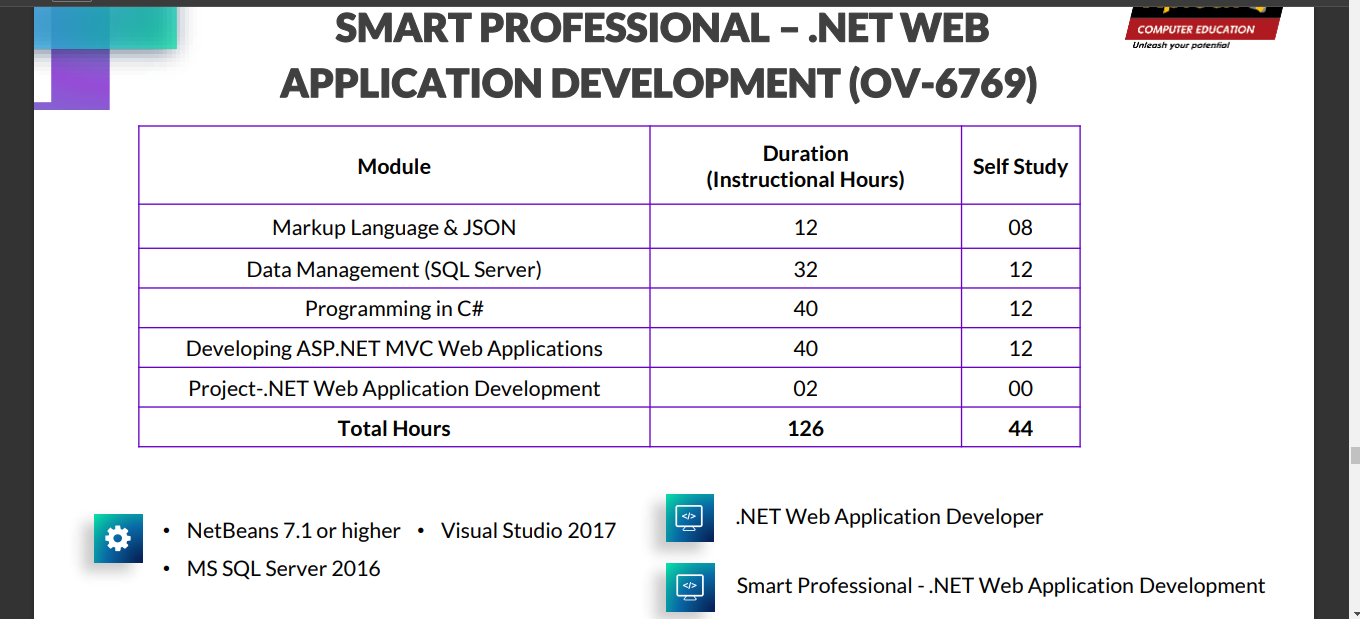 SMART PROFESSIONAL – .NET WEB
APPLICATION DEVELOPMENT (OV-6769)
COMPUTER EDUCATION
Unleash your potential
Module Duration (Instructional Hours) Self Study
Markup Language & JSON 12 08
Data Management (SQL Server) 32 12
Programming in C# 40 12
Developing ASP.NET MVC Web Applications 40 12
Project-.NET Web Application Development 02 00
Total Hours 126 44
• NetBeans 7.1 or higher • Visual Studio 2017
• MS SQL Server 2016
.NET Web Application Developer
Smart Professional - .NET Web Application Development